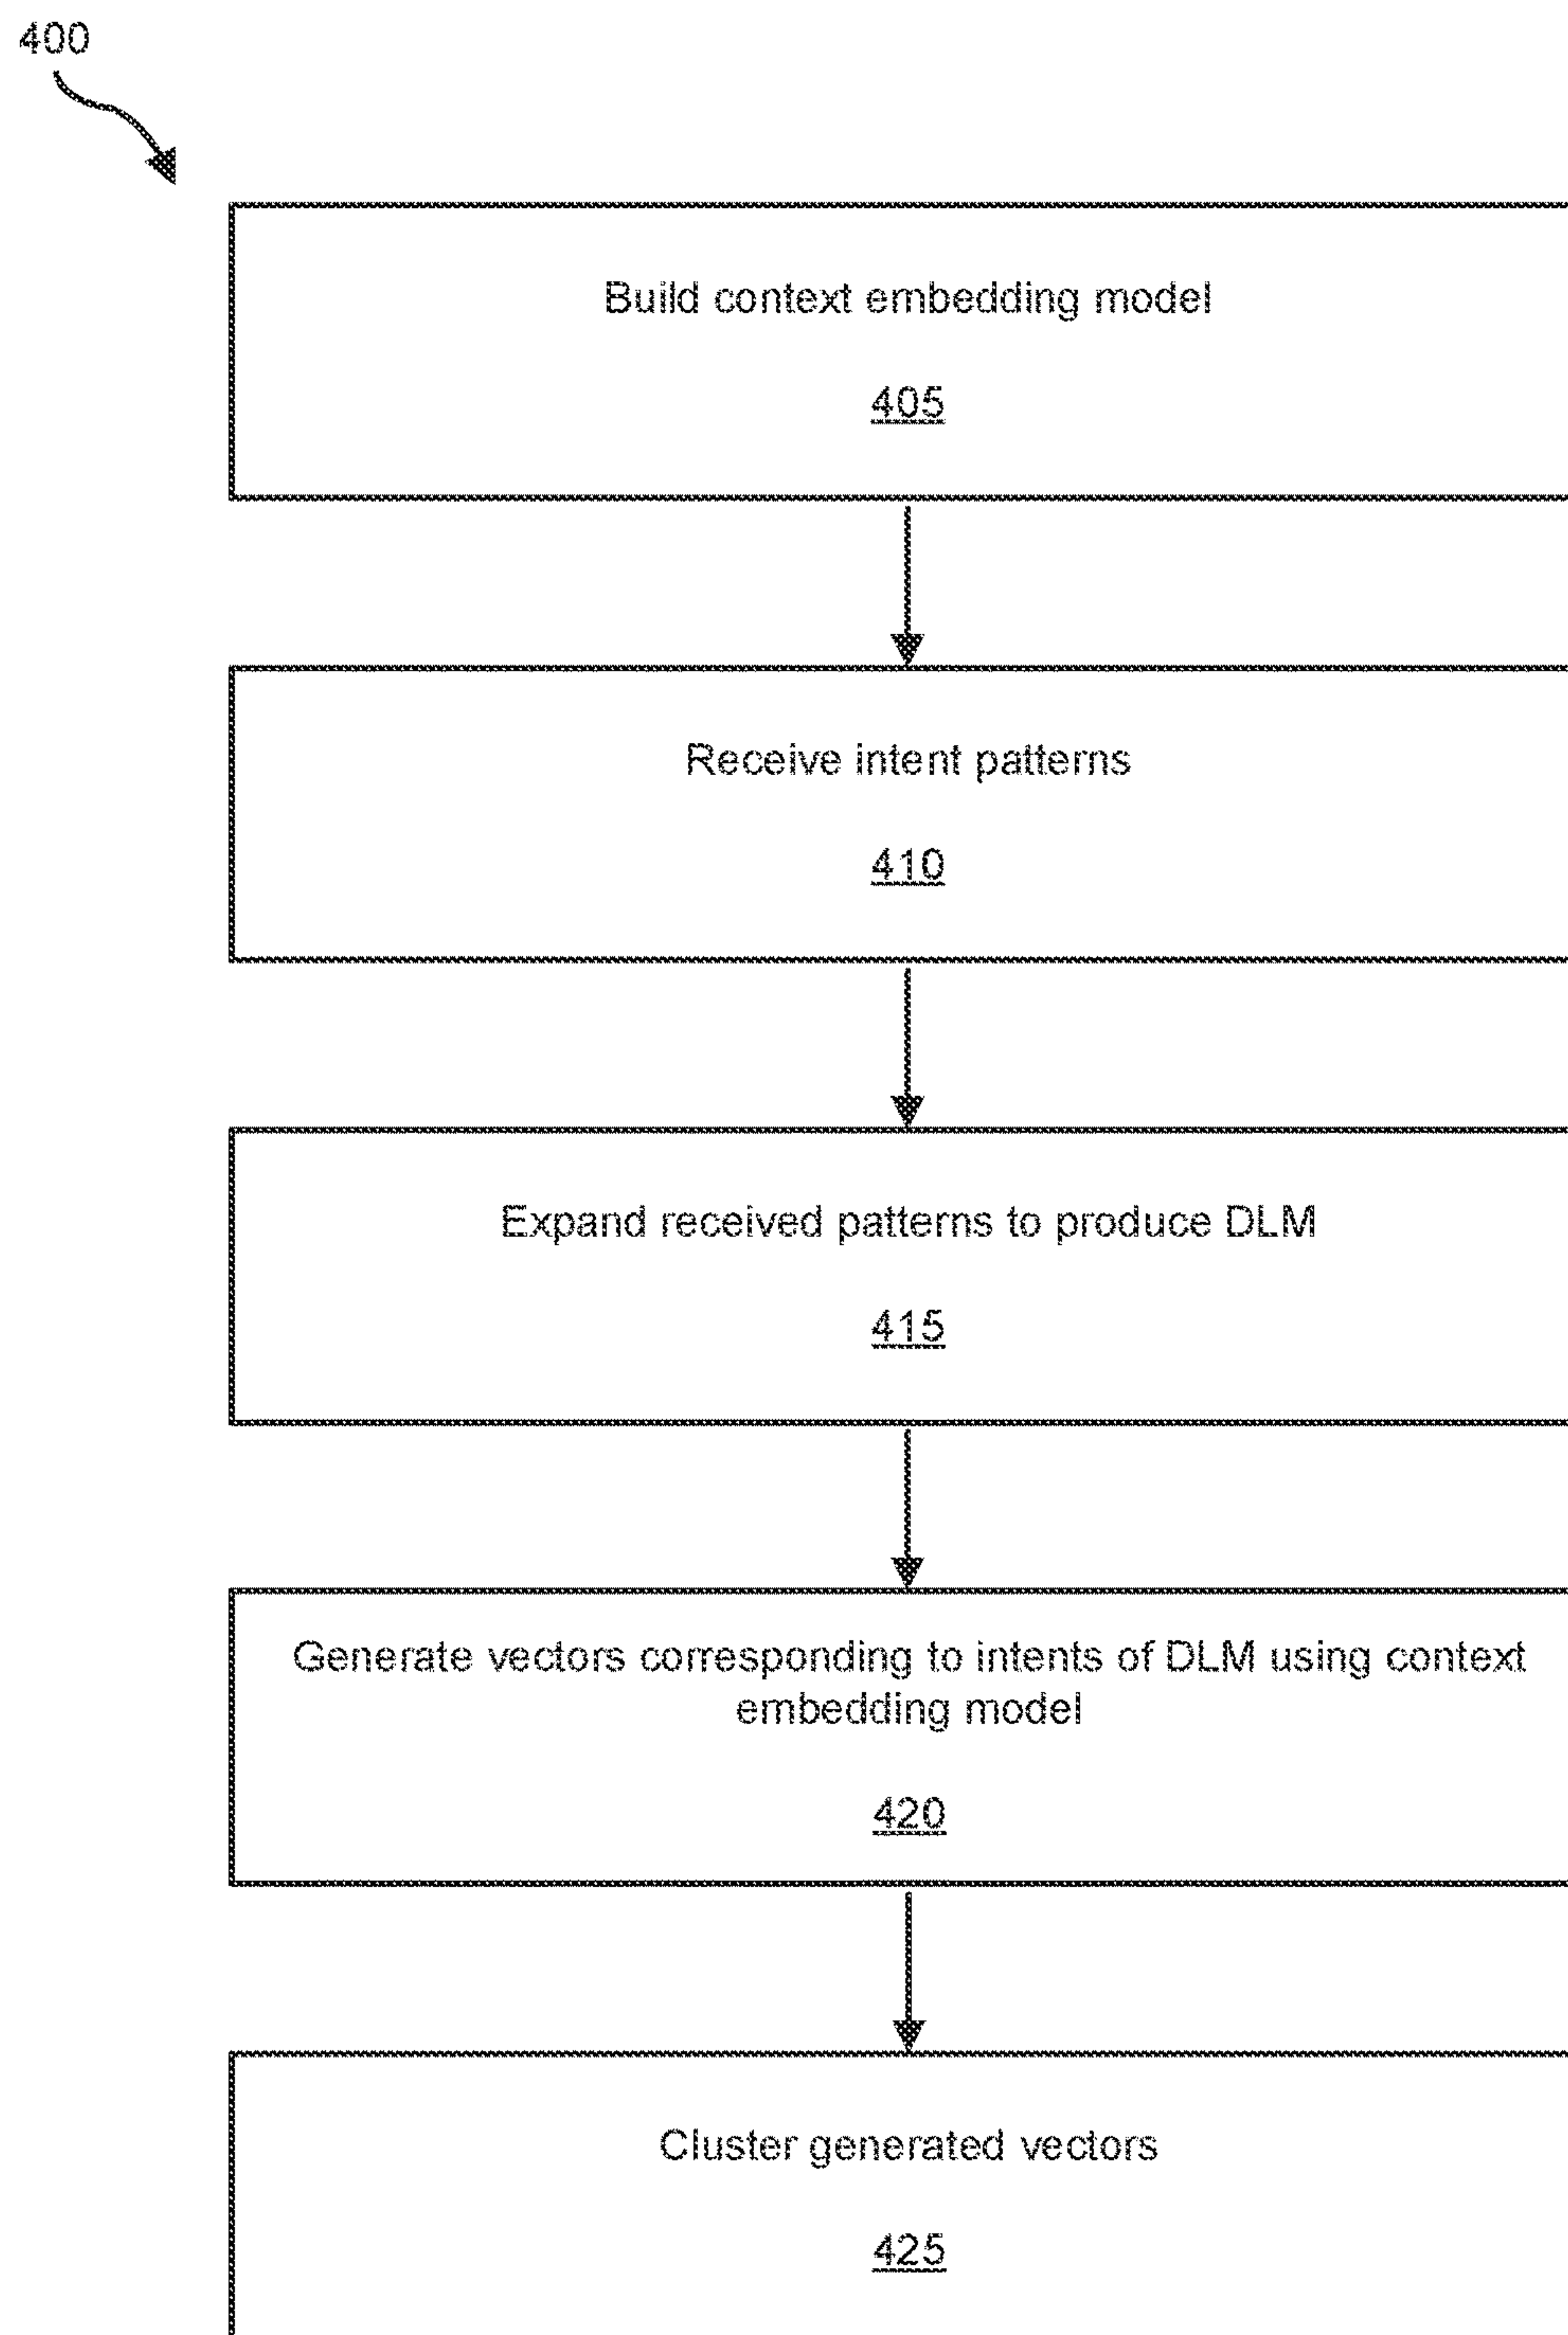 400
Build context embedding model
405
Receive intent patterns
410
Expand received patterns to produce DLM
415
Generate vectors corresponding to intents of DLM using context
embedding model
420
Cluster generated vectors
425